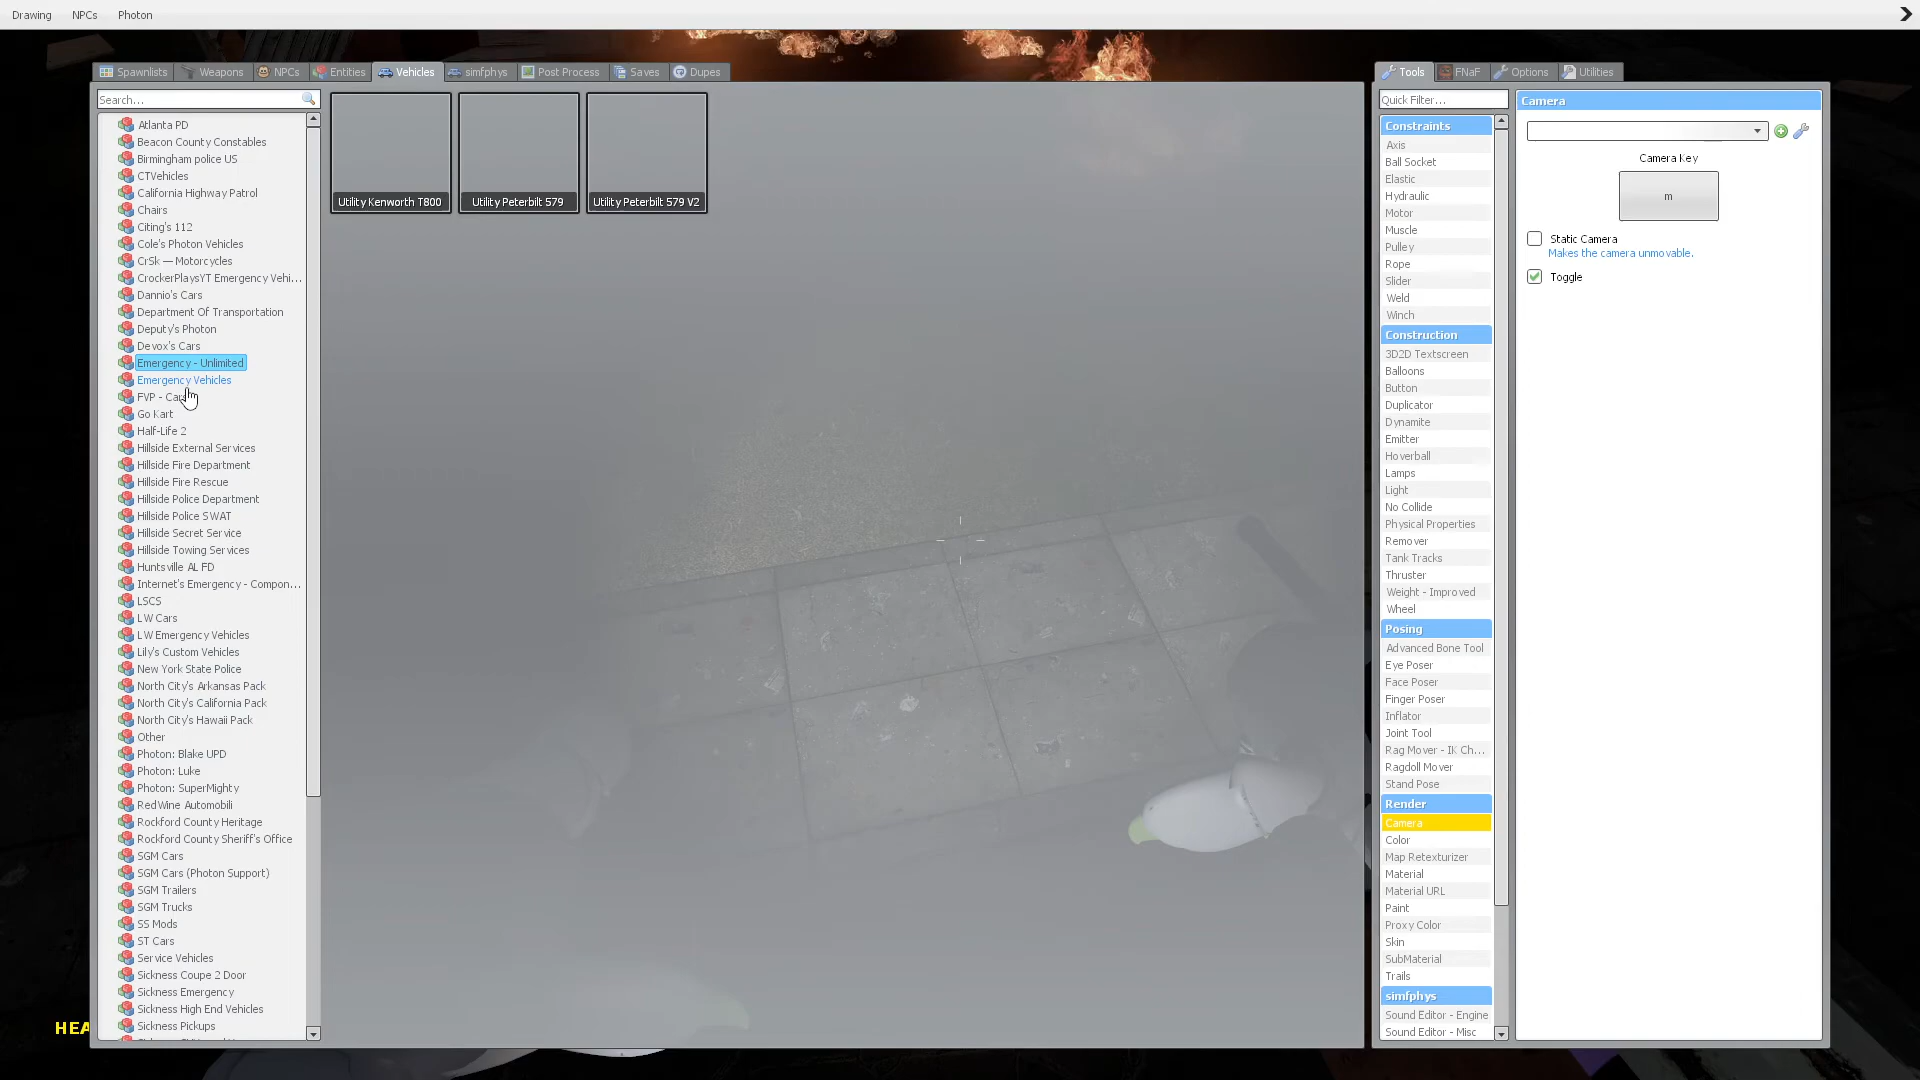 Drawing NPCs Photon
Spawnlists Weapons NPCs Entities Vehicles simfphys Post Process Saves Dupes
Tools FNaF Options Utilities
Search...
Atlanta PD
Beacon County Constables
Birmingham police US
CTVehicles
California Highway Patrol
Chairs
Citing's 112
Cole's Photon Vehicles
CrSk — Motorcycles
CrockerPlaysYT Emergency Vehi...
Dannio's Cars
Department Of Transportation
Deputy's Photon
Devox's Cars
Emergency - Unlimited
Emergency Vehicles
FVP - Cars
Go Kart
Half-Life 2
Hillside External Services
Hillside Fire Department
Hillside Fire Rescue
Hillside Police Department
Hillside Police SWAT
Hillside Secret Service
Hillside Towing Services
Huntsville AL FD
Internet's Emergency - Compon...
LSCS
LW Cars
LW Emergency Vehicles
Lily's Custom Vehicles
New York State Police
North City's Arkansas Pack
North City's California Pack
North City's Hawaii Pack
Other
Photon: Blake UPD
Photon: Luke
Photon: SuperMighty
RedWine Automobili
Rockford County Heritage
Rockford County Sheriff's Office
SGM Cars
SGM Cars (Photon Support)
SGM Trailers
SGM Trucks
SS Mods
ST Cars
Service Vehicles
Sickness Coupe 2 Door
Sickness Emergency
Sickness High End Vehicles
Sickness Pickups
HEA
Utility Kenworth T800
Utility Peterbilt 579
Utility Peterbilt 579 V2
Quick Filter...
Constraints
Axis
Ball Socket
Elastic
Hydraulic
Motor
Muscle
Pulley
Rope
Slider
Weld
Winch
Construction
3D2D Textscreen
Balloons
Button
Duplicator
Dynamite
Emitter
Hoverball
Lamps
Light
No Collide
Physical Properties
Remover
Tank Tracks
Thruster
Weight - Improved
Wheel
Posing
Advanced Bone Tool
Eye Poser
Face Poser
Finger Poser
Inflator
Joint Tool
Rag Mover - IK Ch...
Ragdoll Mover
Stand Pose
Render
Camera
Color
Map Retexturizer
Material
Material URL
Paint
Proxy Color
Skin
SubMaterial
Trails
simfphys
Sound Editor - Engine
Sound Editor - Misc
Camera
Camera Key
m
Static Camera
Makes the camera unmovable.
Toggle